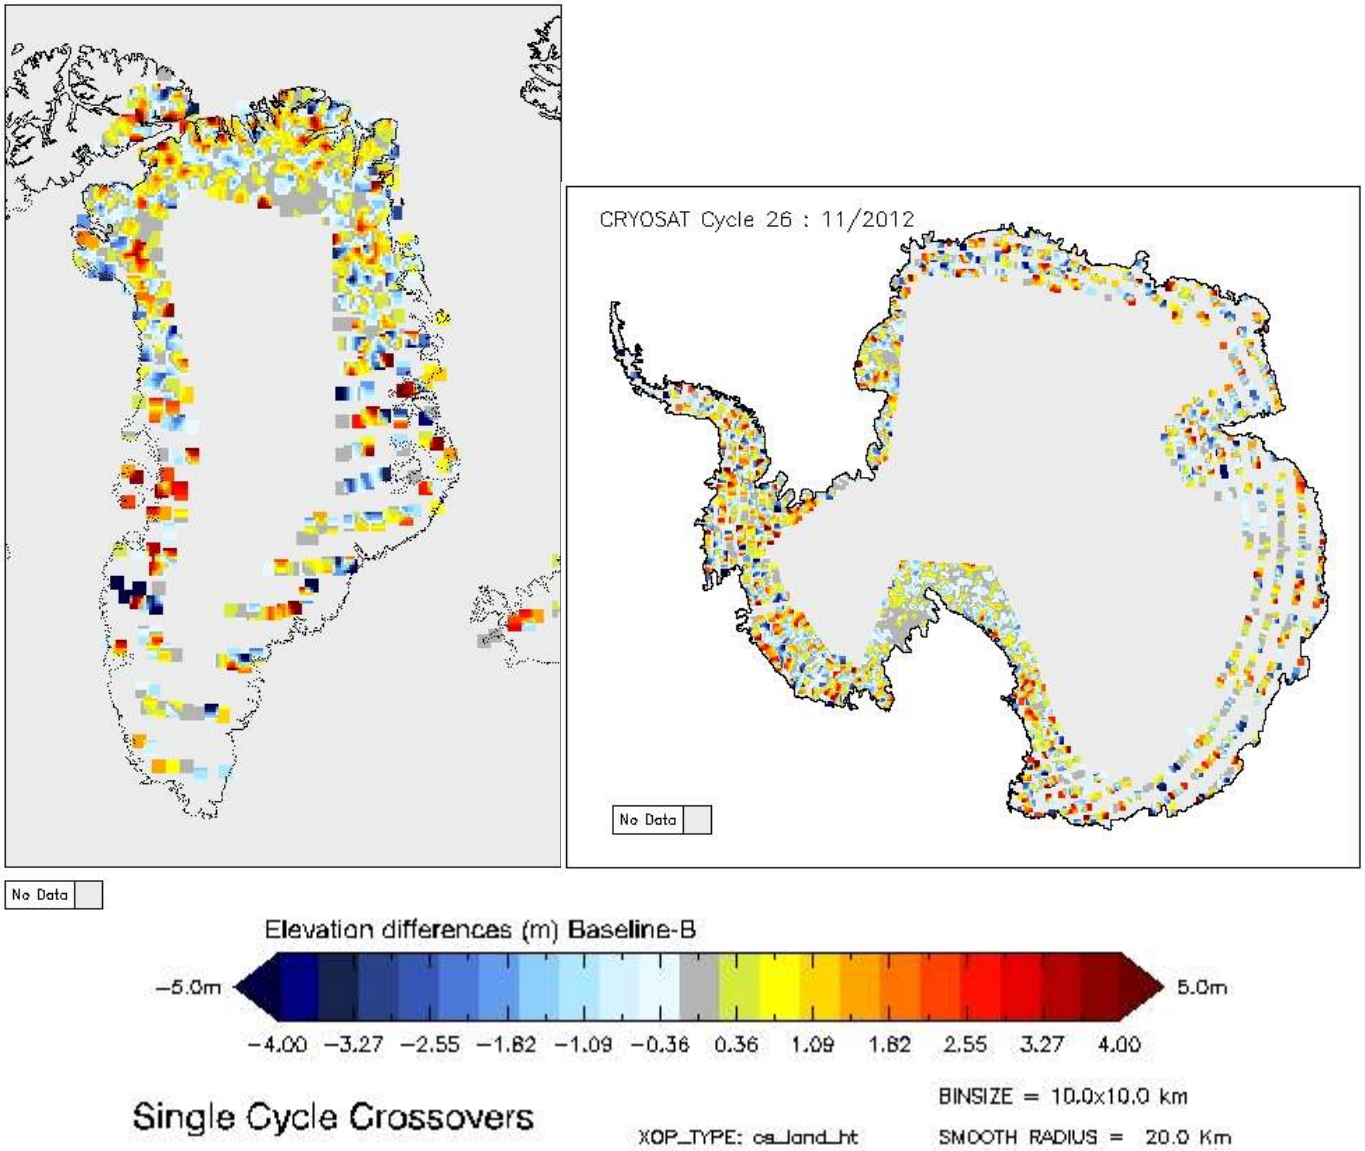 CRYOSAT Cycle 26 : 11/2012
No Data
No Data
Elevation differences (m) Baseline-B
-5.0m 5.0m
-4.00 -3.27 -2.55 -1.82 -1.09 -0.36 0.36 1.09 1.82 2.55 3.27 4.00
BINSIZE = 10.0x10.0 km
Single Cycle Crossovers
XOP_TYPE: cs_land_ht
SMOOTH RADIUS = 20.0 Km